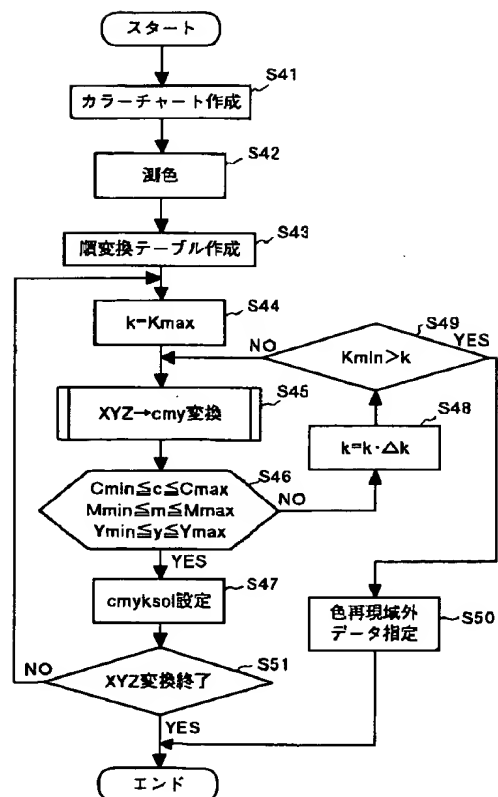 スタート
S41
カラーチャート作成
S42
測色
S43
階変換テーブル作成
S44
k=Kmax
S49
NO
YES
Kmin>k
S45
XYZ→cmy変換
S48
k=k・Δk
S46
Cmin≦c≦Cmax
Mmin≦m≦Mmax
Ymin≦y≦Ymax
NO
YES
S47
cmyksol設定
色再現域外
データ指定
S50
NO
S51
XYZ変換終了
YES
エンド